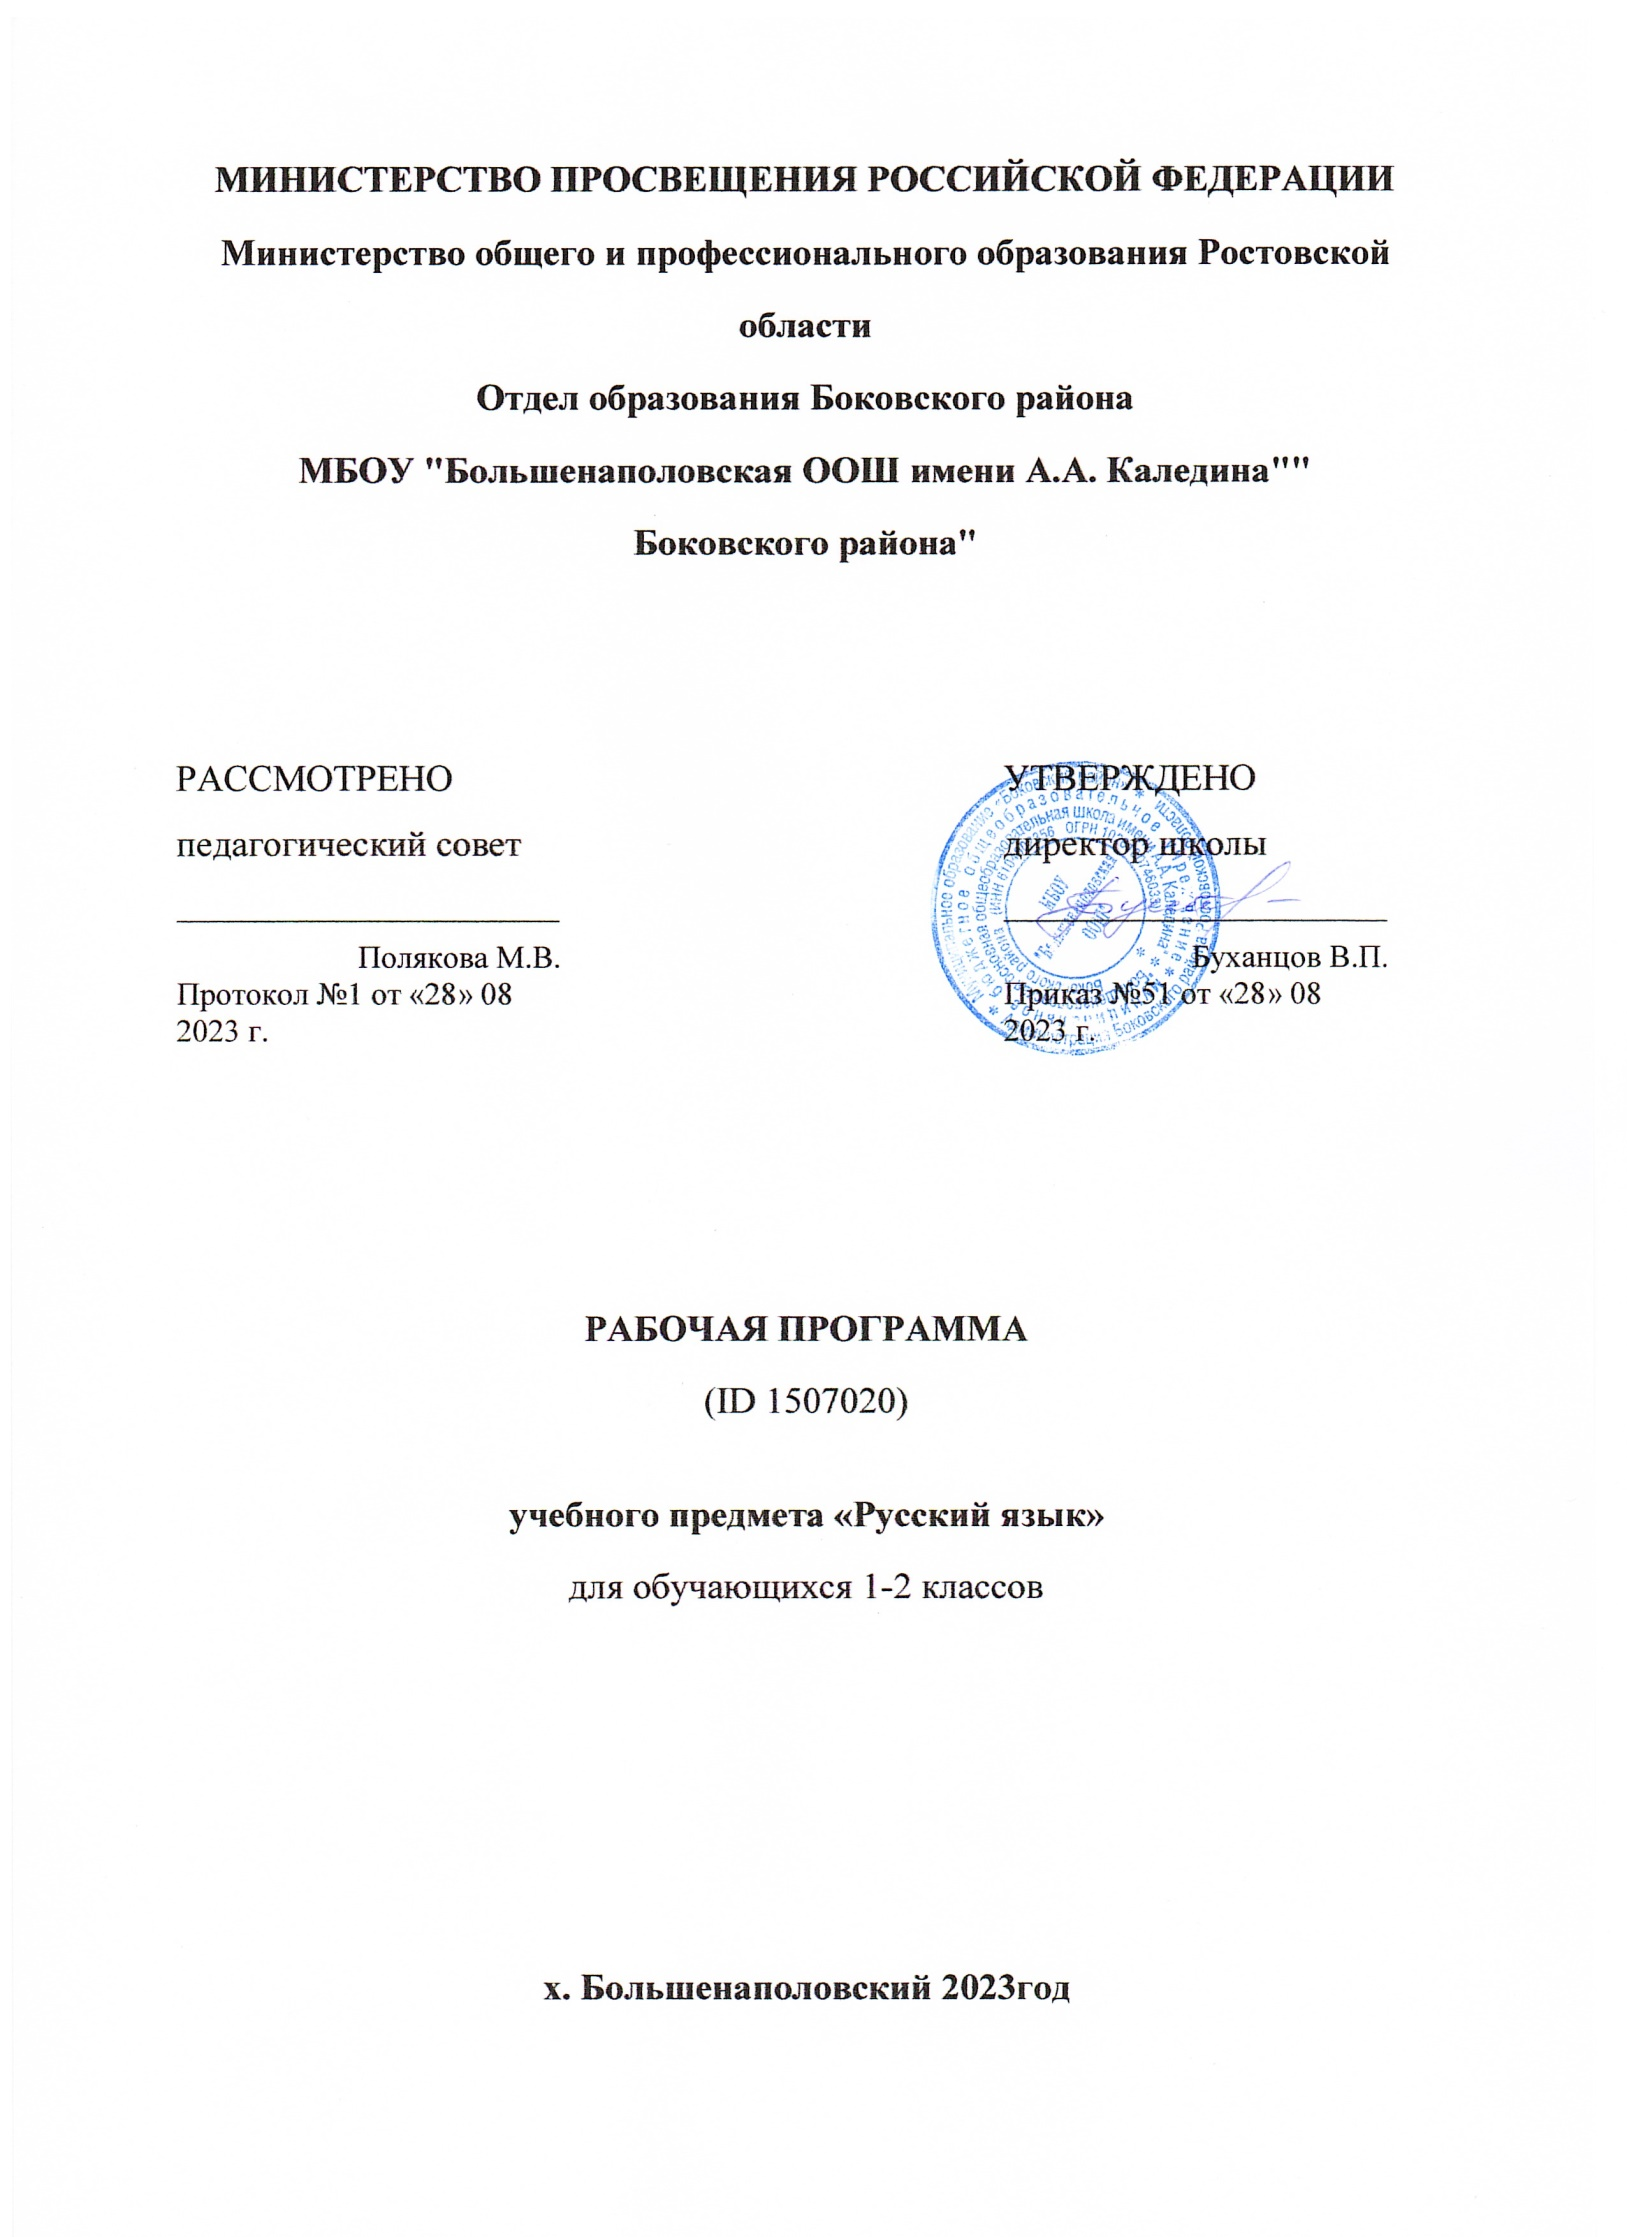 МИНИСТЕРСТВО ПРОСВЕЩЕНИЯ РОССИЙСКОЙ ФЕДЕРАЦИИ
Министерство общего и профессионального образования Ростовской
области
Отдел образования Боковского района
МБОУ "Большенаполовская ООШ имени А.А. Каледина""
Боковского района"
РАССМОТРЕНО
педагогический совет
Полякова М.В.
Протокол №1 от «28» 08
2023 г.
УТВЕРЖДЕНО
директор школы
Буханцов В.П.
Приказ №51 от «28» 08
2023 г.
РАБОЧАЯ ПРОГРАММА
(ID 1507020)
учебного предмета «Русский язык»
для обучающихся 1-2 классов
х. Большенаполовский 2023год